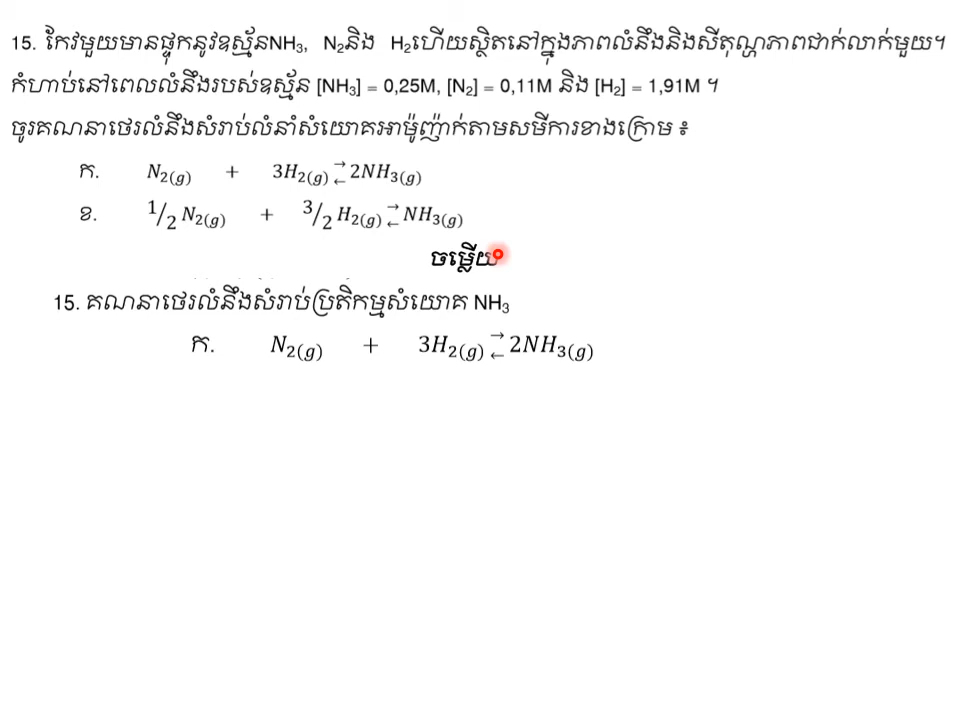 15. កែវមួយមានផ្ទុកនូវឧស្ម័នNH₃, N₂និង H₂ហើយស្ថិតនៅក្នុងភាពលំនឹងនិងសីតុណ្ហភាពជាក់លាក់មួយ។
កំហាប់នៅពេលលំនឹងរបស់ឧស្ម័ន [NH₃] = 0,25M, [N₂] = 0,11M និង [H₂] = 1,91M ។
ចូរគណនាថេរលំនឹងសំរាប់លំនាំសំយោគអាម៉ូញ៉ាក់តាមសមីការខាងក្រោម ៖
ក. N₂(g) + 3H₂(g) ⇄ 2NH₃(g)
ខ. 1/2 N₂(g) + 3/2 H₂(g) ⇄ NH₃(g)
ចម្លើយ
15. គណនាថេរលំនឹងសំរាប់ប្រតិកម្មសំយោគ NH₃
ក. N₂(g) + 3H₂(g) ⇄ 2NH₃(g)